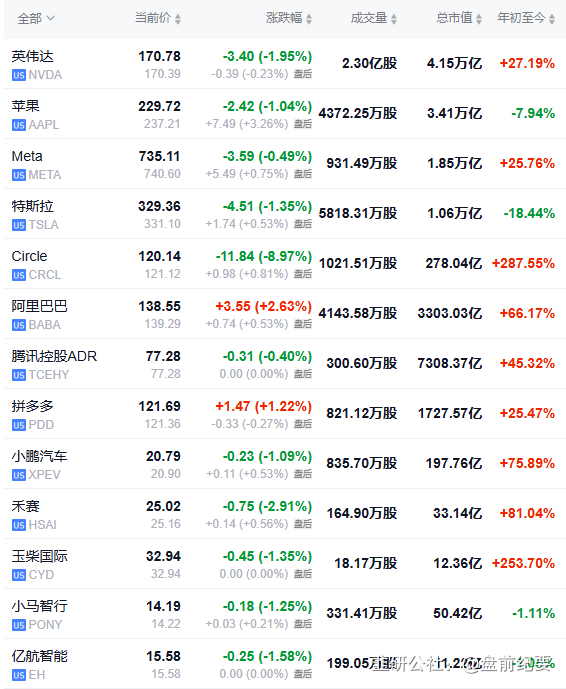 全部 当前价 涨跌幅 成交量 总市值 年初至今
英伟达 170.78 -3.40 (-1.95%) 2.30亿股 4.15万亿 +27.19%
US NVDA 170.39 -0.39 (-0.23%) 盘后
苹果 229.72 -2.42 (-1.04%) 4372.25万股 3.41万亿 -7.94%
US AAPL 237.21 +7.49 (+3.26%) 盘后
Meta 735.11 -3.59 (-0.49%) 931.49万股 1.85万亿 +25.76%
US META 740.60 +5.49 (+0.75%) 盘后
特斯拉 329.36 -4.51 (-1.35%) 5818.31万股 1.06万亿 -18.44%
US TSLA 331.10 +1.74 (+0.53%) 盘后
Circle 120.14 -11.84 (-8.97%) 1021.51万股 278.04亿 +287.55%
US CRCL 121.12 +0.98 (+0.81%) 盘后
阿里巴巴 138.55 +3.55 (+2.63%) 4143.58万股 3303.03亿 +66.17%
US BABA 139.29 +0.74 (+0.53%) 盘后
腾讯控股ADR 77.28 -0.31 (-0.40%) 300.60万股 7308.37亿 +45.32%
US TCEHY 77.28 0.00 (0.00%) 盘后
拼多多 121.69 +1.47 (+1.22%) 821.12万股 1727.57亿 +25.47%
US PDD 121.36 -0.33 (-0.27%) 盘后
小鹏汽车 20.79 -0.23 (-1.09%) 835.70万股 197.76亿 +75.89%
US XPEV 20.90 +0.11 (+0.53%) 盘后
禾赛 25.02 -0.75 (-2.91%) 164.90万股 33.14亿 +81.04%
US HSAI 25.16 +0.14 (+0.56%) 盘后
玉柴国际 32.94 -0.45 (-1.35%) 18.17万股 12.36亿 +253.70%
US CYD 32.94 0.00 (0.00%) 盘后
小马智行 14.19 -0.18 (-1.25%) 331.41万股 50.42亿 -1.11%
US PONY 14.22 +0.03 (+0.21%) 盘后
亿航智能 15.58 -0.25 (-1.58%) 199.05万股
US EH 15.58 0.00 (0.00%) 盘后
韭研公社，@盘前纪要